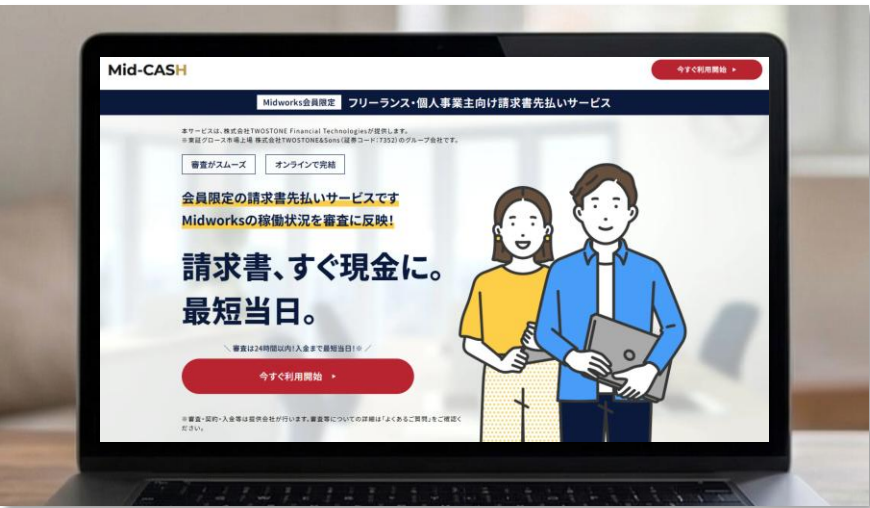 Mid-CASH
今すぐ利用開始 ▶
Midworks会員限定 フリーランス・個人事業主向け請求書先払いサービス
本サービスは、株式会社TWOSTONE Financial Technologiesが提供します。
※東証グロース市場上場 株式会社TWOSTONE&Sons(証券コード:7352)のグループ会社です。
審査がスムーズ オンラインで完結
会員限定の請求書先払いサービスです
Midworksの稼働状況を審査に反映!
請求書、すぐ現金に。
最短当日。
\ 審査は24時間以内!入金まで最短当日!※ /
今すぐ利用開始 ▶
※審査・契約・入金等は提供会社が行います。審査等についての詳細は「よくあるご質問」をご確認く
ださい。